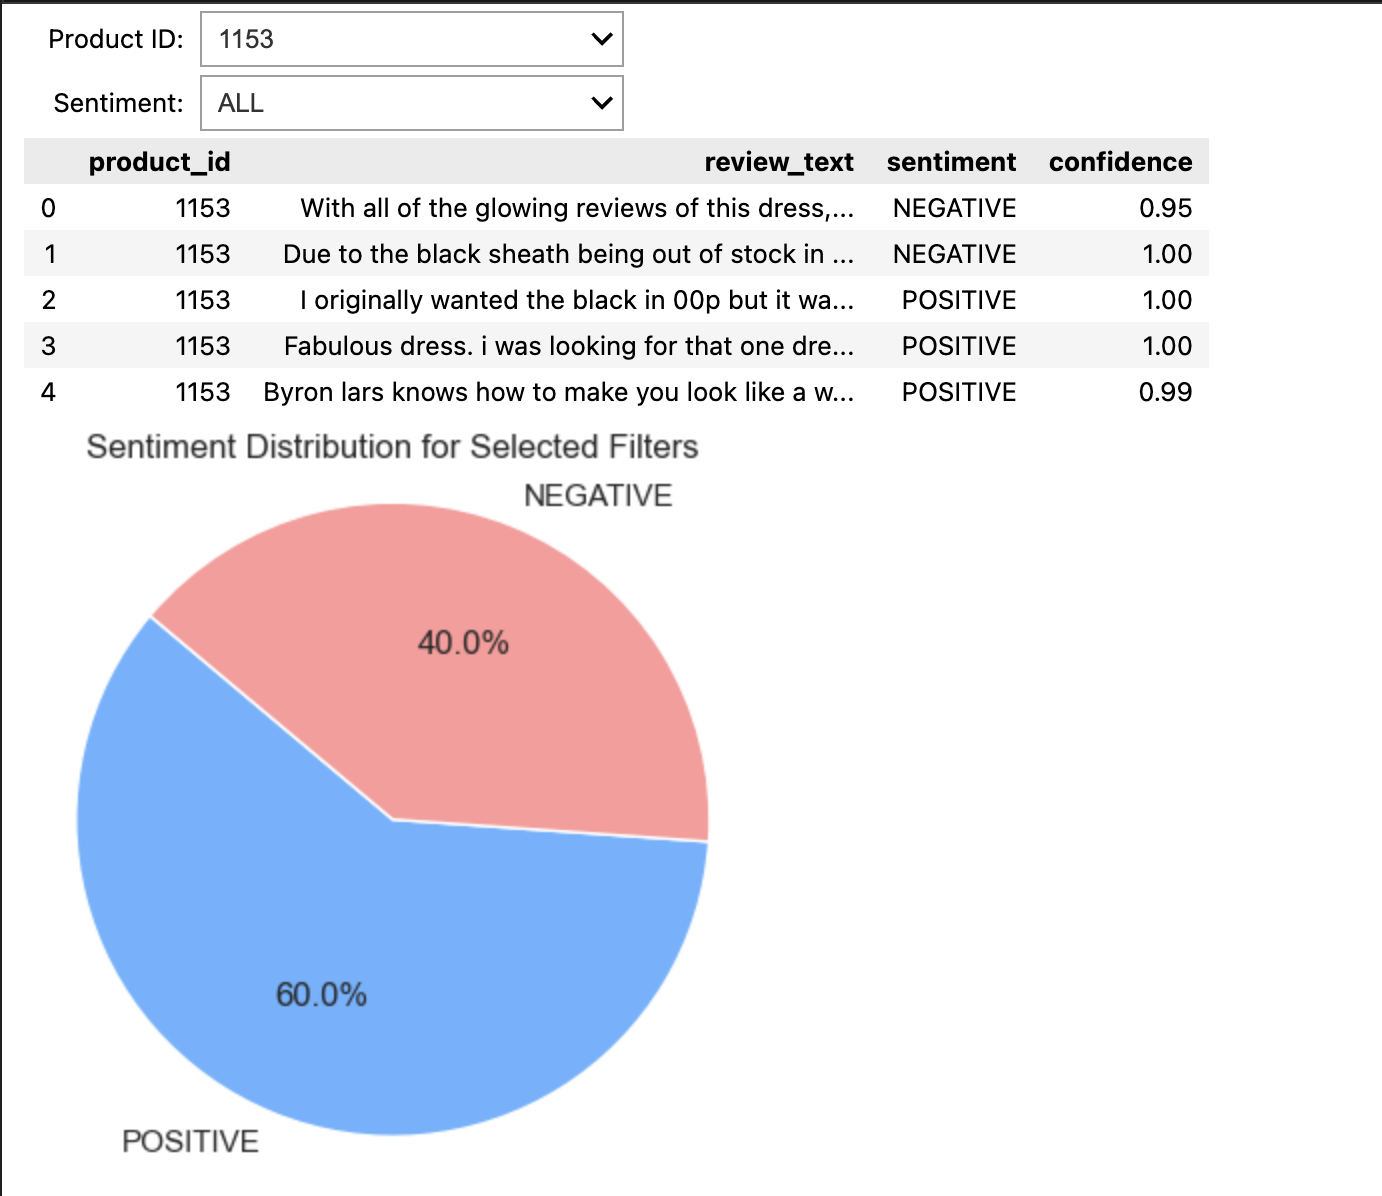 Product ID: 1153
Sentiment: ALL
product_id review_text sentiment confidence
0 1153 With all of the glowing reviews of this dress,... NEGATIVE 0.95
1 1153 Due to the black sheath being out of stock in ... NEGATIVE 1.00
2 1153 I originally wanted the black in 00p but it wa... POSITIVE 1.00
3 1153 Fabulous dress. i was looking for that one dre... POSITIVE 1.00
4 1153 Byron lars knows how to make you look like a w... POSITIVE 0.99
Sentiment Distribution for Selected Filters
NEGATIVE
40.0%
60.0%
POSITIVE